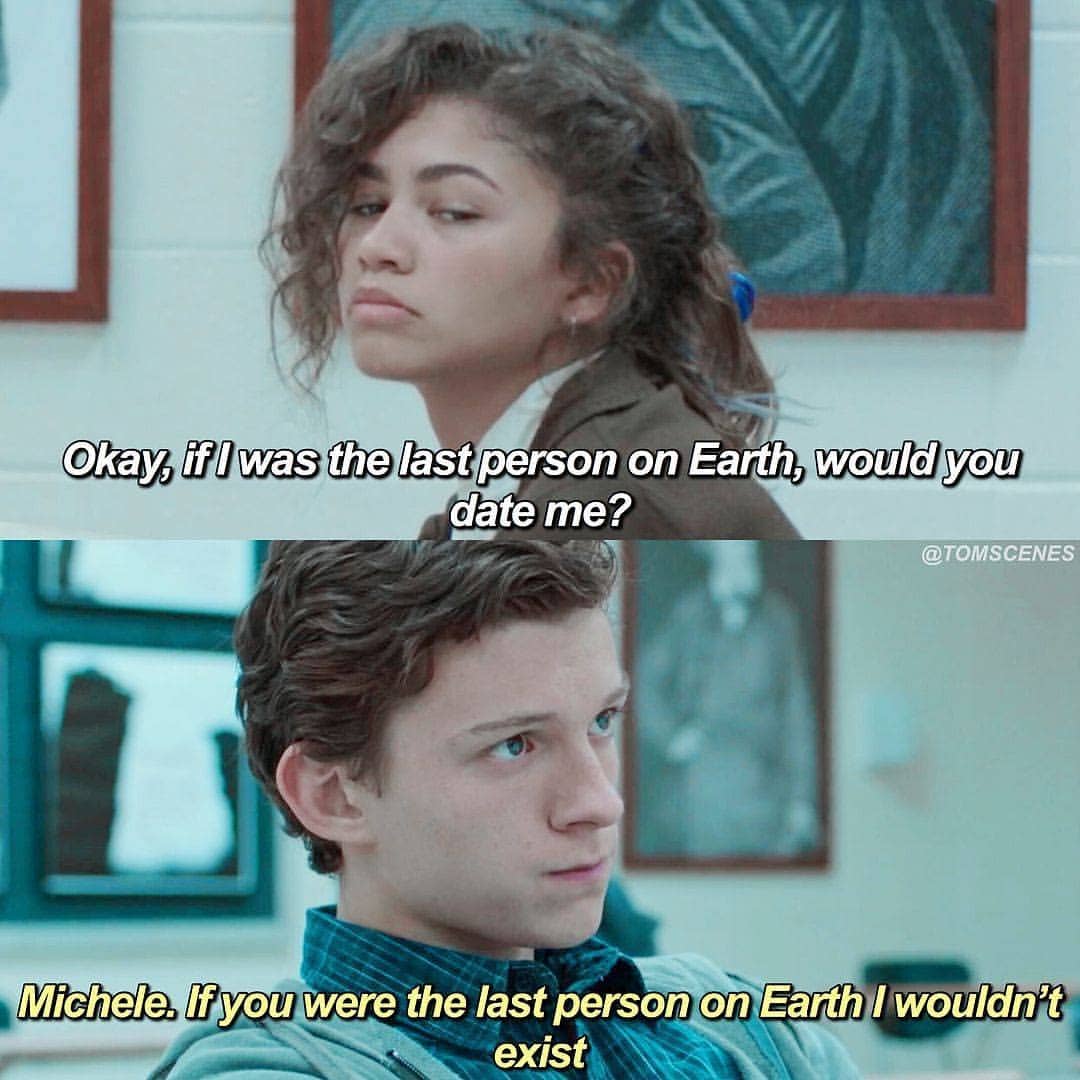 Okay, if I was the last person on Earth, would you
date me?
@TOMSCENES
Michele. If you were the last person on Earth I wouldn't
exist